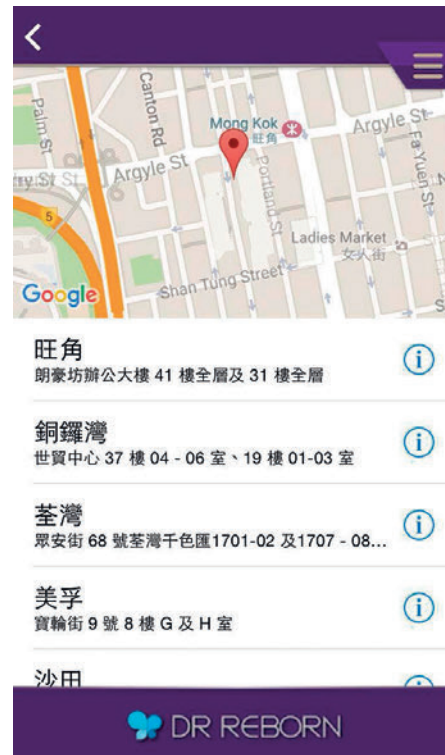 Palm St
Canton Rd
Mong Kok
旺角
Argyle St
Fa Yuen St
Argyle St
Portland St
5
Ladies Market
女人街
Shan Tung Street
Google
旺角
朗豪坊辦公大樓 41 樓全層及 31 樓全層
銅鑼灣
世貿中心 37 樓 04 - 06 室、19 樓 01-03 室
荃灣
眾安街 68 號荃灣千色匯1701-02 及1707 - 08...
美孚
寶輪街 9 號 8 樓 G 及 H 室
沙田
DR REBORN